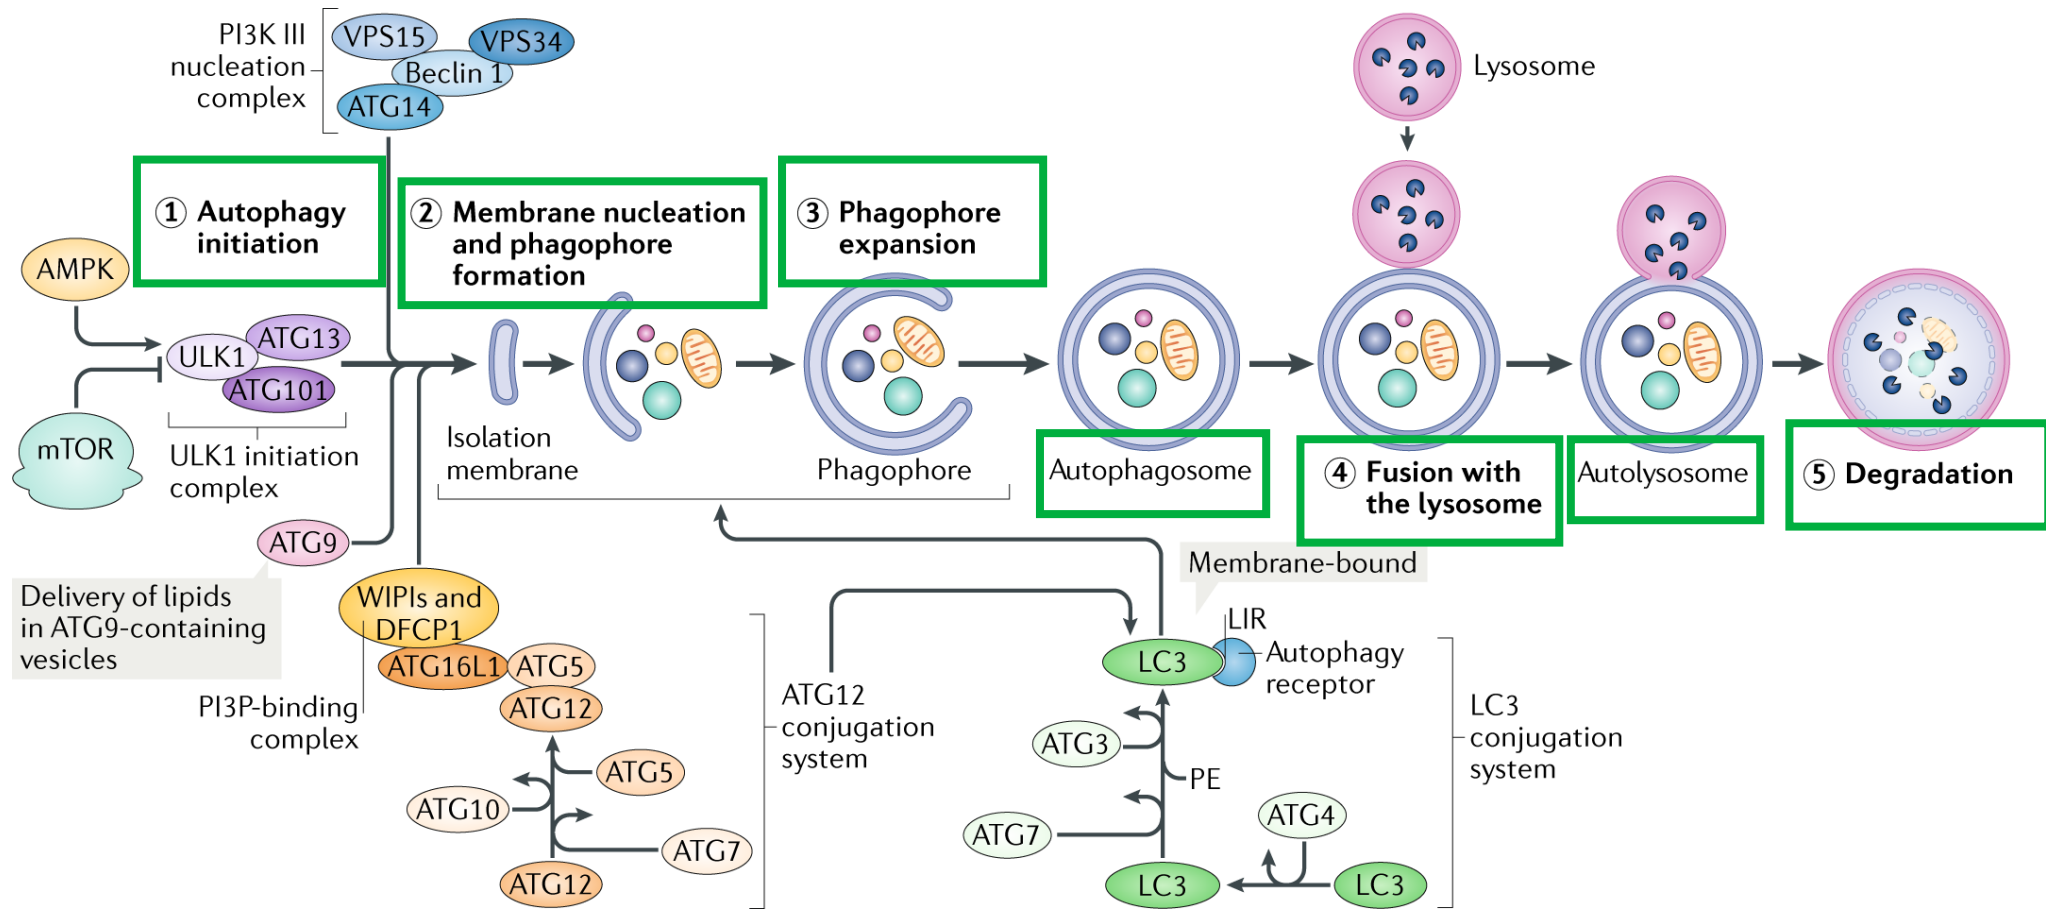 PI3K III
nucleation
complex
VPS15
VPS34
Beclin 1
ATG14
Lysosome
① Autophagy
initiation
② Membrane nucleation
and phagophore
formation
③ Phagophore
expansion
AMPK
ULK1
ATG13
ATG101
mTOR
ULK1 initiation
complex
Isolation
membrane
Phagophore
Autophagosome
④ Fusion with
the lysosome
Autolysosome
⑤ Degradation
ATG9
Delivery of lipids
in ATG9-containing
vesicles
WIPIs and
DFCP1
ATG16L1
ATG5
ATG12
PI3P-binding
complex
ATG5
ATG10
ATG7
ATG12
ATG12
conjugation
system
Membrane-bound
LIR
LC3
Autophagy
receptor
ATG3
PE
ATG7
ATG4
LC3
LC3
LC3
conjugation
system